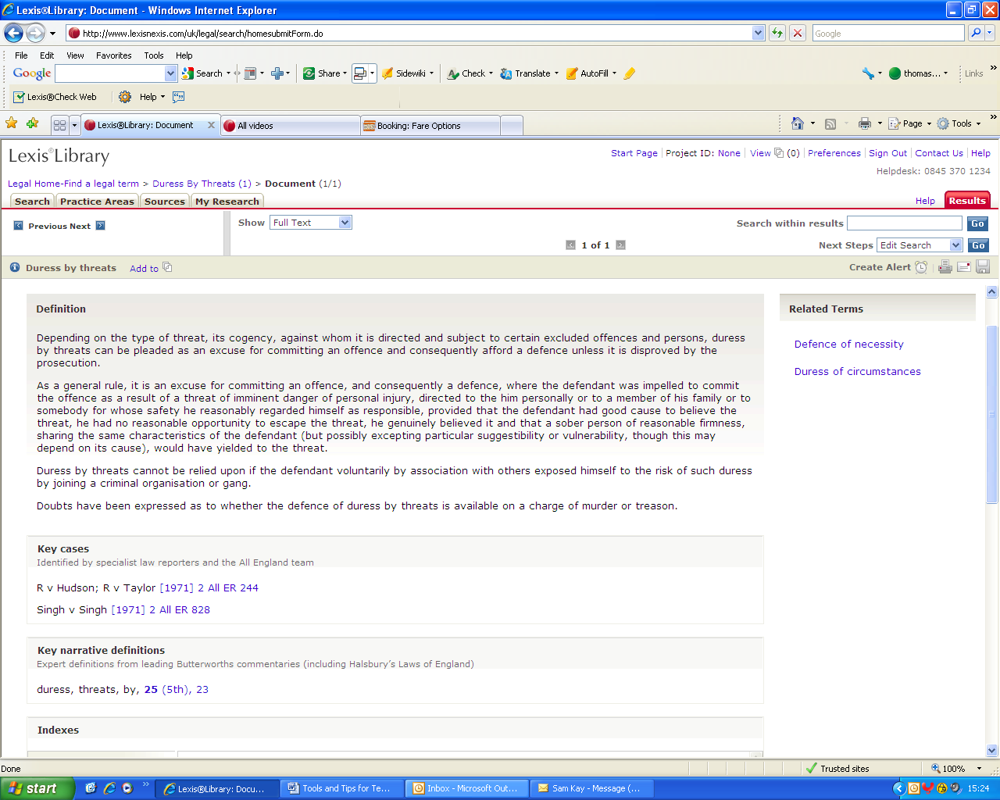 Lexis®Library: Document - Windows Internet Explorer
http://www.lexisnexis.com/uk/legal/search/homesubmitForm.do
Google
File Edit View Favorites Tools Help
Google Search Share Sidewiki Check Translate AutoFill thomas... Links »
Lexis®Check Web Help
Lexis®Library: Document All videos Booking: Fare Options Page Tools »
Lexis®Library
Start Page Project ID: None View (0) Preferences Sign Out Contact Us Help
Helpdesk: 0845 370 1234
Legal Home-Find a legal term > Duress By Threats (1) > Document (1/1)
Search Practice Areas Sources My Research Help Results
Previous Next Show Full Text Search within results Go
1 of 1 Next Steps Edit Search Go
Duress by threats Add to Create Alert
Definition
Depending on the type of threat, its cogency, against whom it is directed and subject to certain excluded offences and persons, duress
by threats can be pleaded as an excuse for committing an offence and consequently afford a defence unless it is disproved by the
prosecution.
As a general rule, it is an excuse for committing an offence, and consequently a defence, where the defendant was impelled to commit
the offence as a result of a threat of imminent danger of personal injury, directed to the him personally or to a member of his family or to
somebody for whose safety he reasonably regarded himself as responsible, provided that the defendant had good cause to believe the
threat, he had no reasonable opportunity to escape the threat, he genuinely believed it and that a sober person of reasonable firmness,
sharing the same characteristics of the defendant (but possibly excepting particular suggestibility or vulnerability, though this may
depend on its cause), would have yielded to the threat.
Duress by threats cannot be relied upon if the defendant voluntarily by association with others exposed himself to the risk of such duress
by joining a criminal organisation or gang.
Doubts have been expressed as to whether the defence of duress by threats is available on a charge of murder or treason.
Related Terms
Defence of necessity
Duress of circumstances
Key cases
Identified by specialist law reporters and the All England team
R v Hudson; R v Taylor [1971] 2 All ER 244
Singh v Singh [1971] 2 All ER 828
Key narrative definitions
Expert definitions from leading Butterworths commentaries (including Halsbury's Laws of England)
duress, threats, by, 25 (5th), 23
Indexes
Done Trusted sites 100%
start » Lexis®Library: Docu... Tools and Tips for Te... Inbox - Microsoft Out... Sam Kay - Message (... 15:24